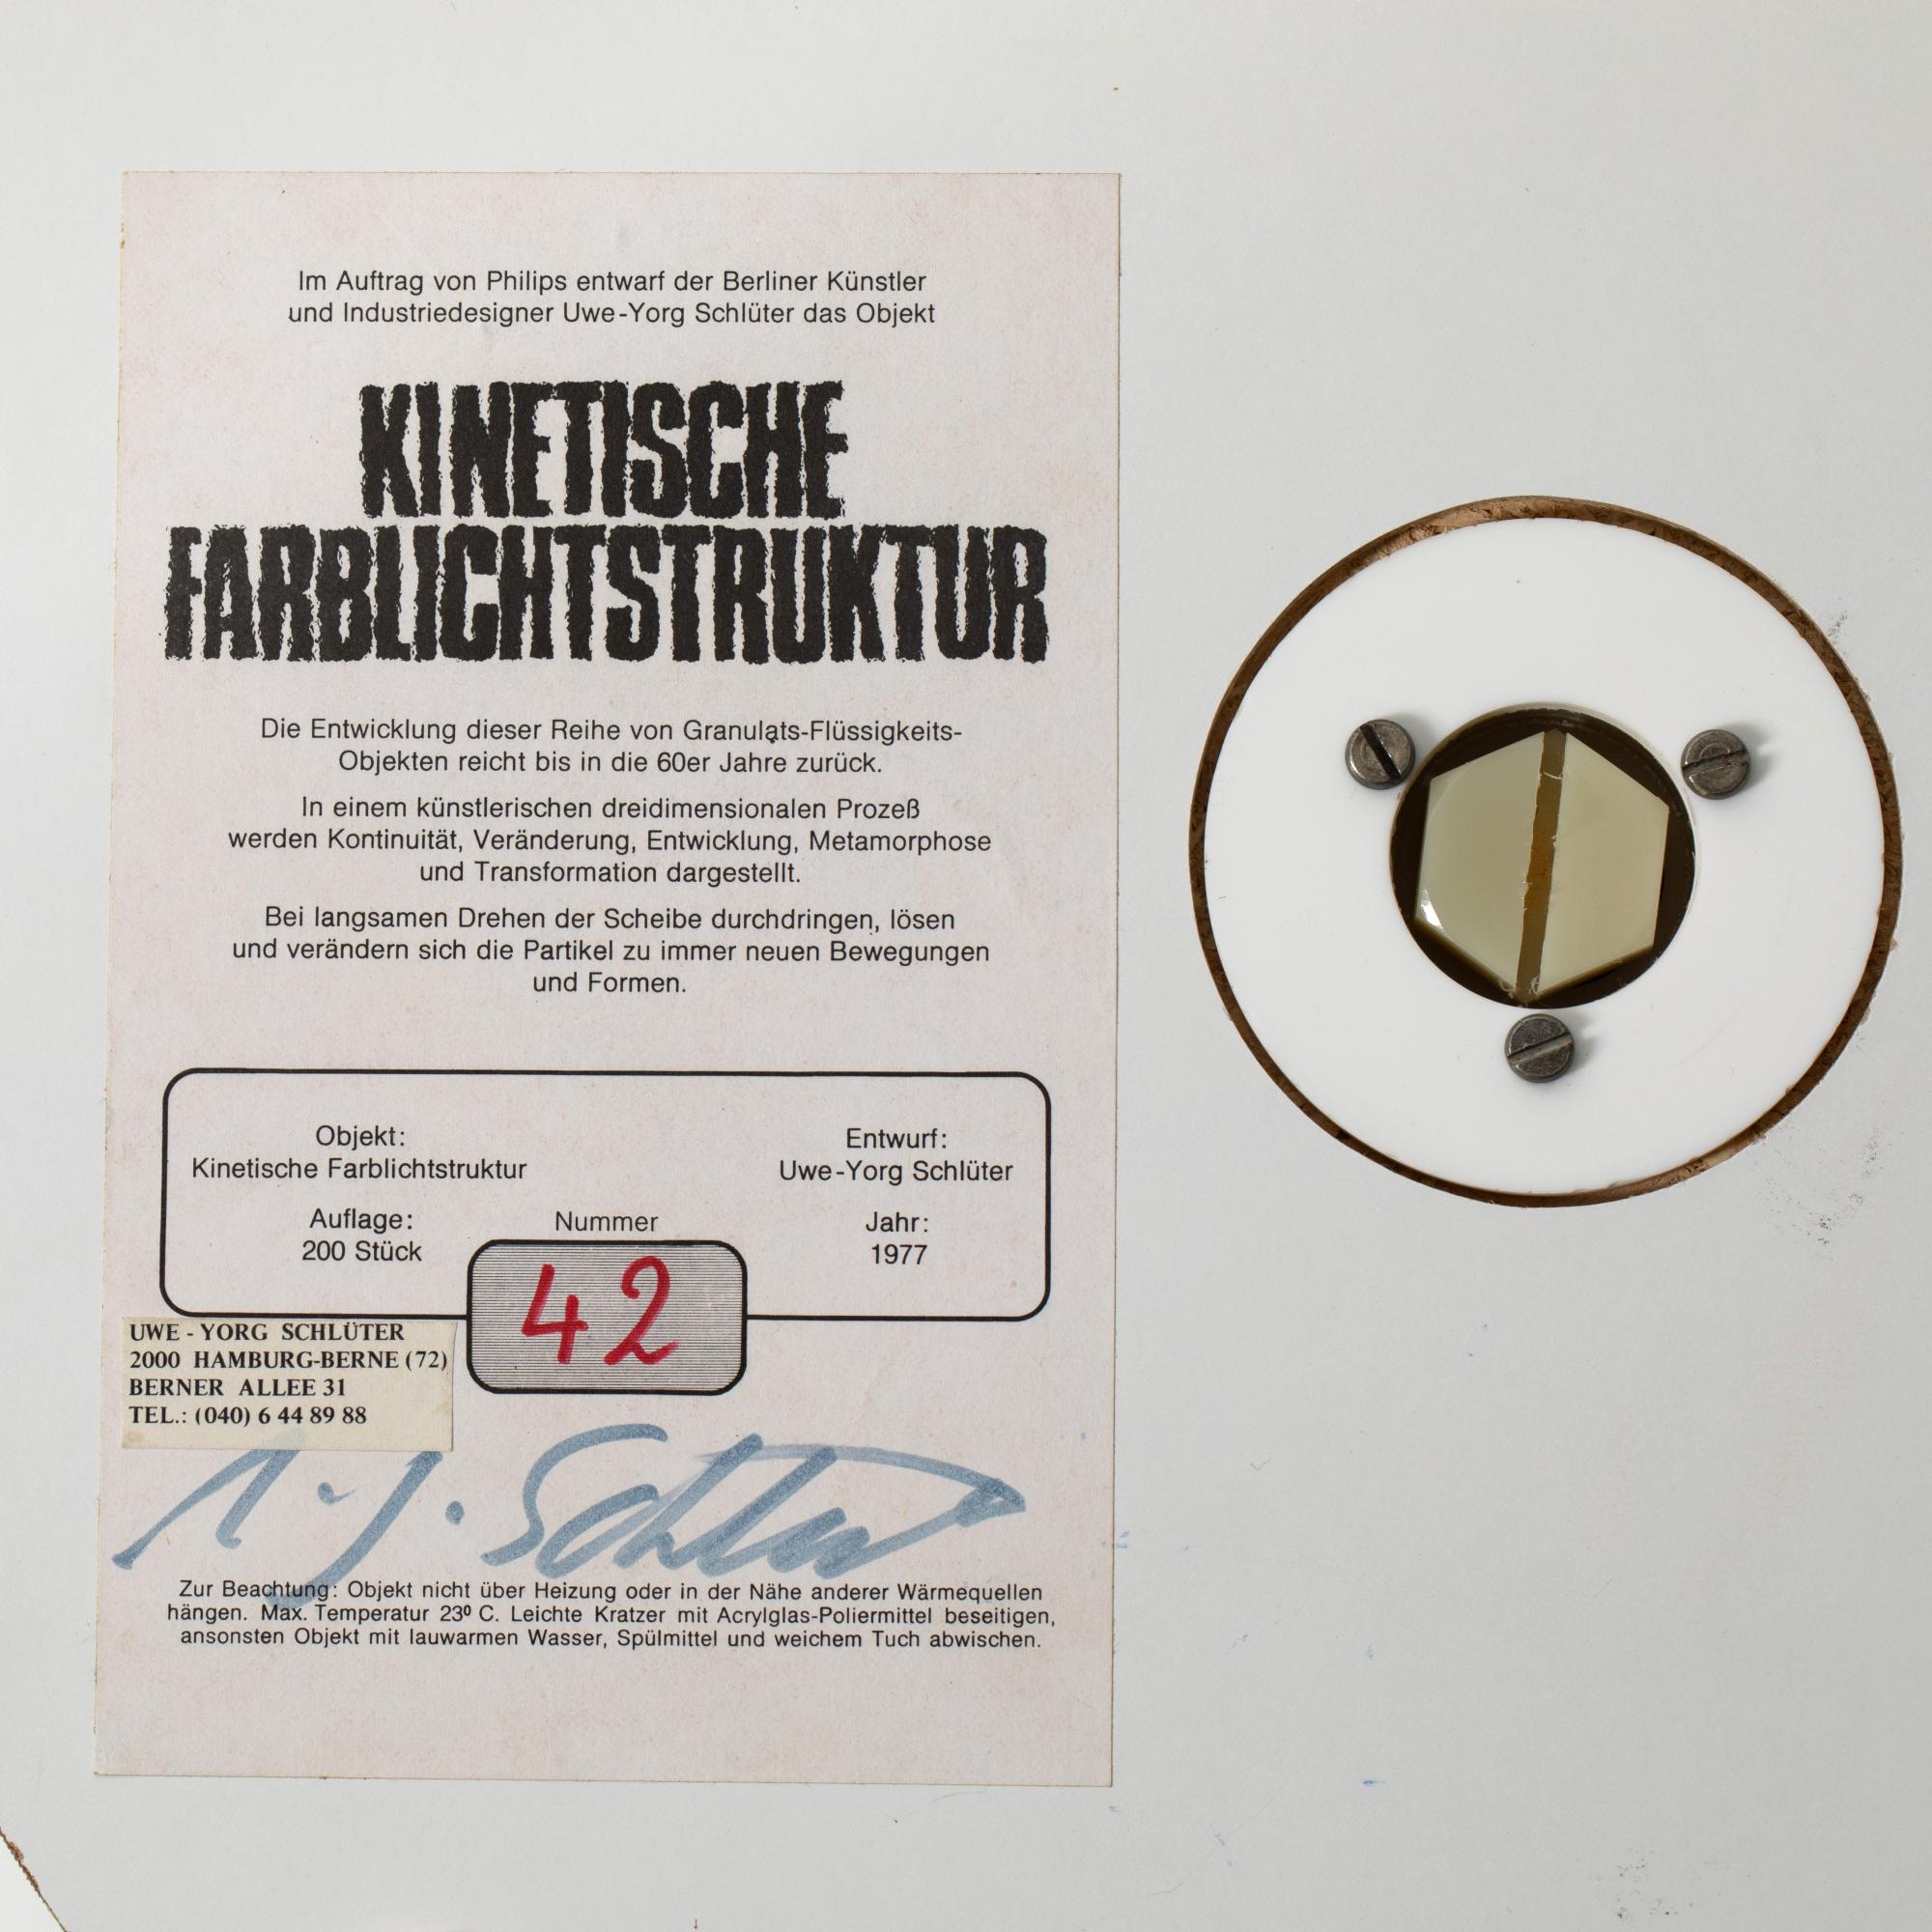 Im Auftrag von Philips entwarf der Berliner Künstler
und Industriedesigner Uwe-Yorg Schlüter das Objekt
KINETISCHE
FARBLICHTSTRUKTUR
Die Entwicklung dieser Reihe von Granulats-Flüssigkeits-
Objekten reicht bis in die 60er Jahre zurück.
In einem künstlerischen dreidimensionalen Prozeß
werden Kontinuität, Veränderung, Entwicklung, Metamorphose
und Transformation dargestellt.
Bei langsamen Drehen der Scheibe durchdringen, lösen
und verändern sich die Partikel zu immer neuen Bewegungen
und Formen.
Objekt:
Kinetische Farblichtstruktur
Entwurf:
Uwe-Yorg Schlüter
Auflage:
200 Stück
Nummer
42
Jahr:
1977
UWE - YORG SCHLÜTER
2000 HAMBURG-BERNE (72)
BERNER ALLEE 31
TEL.: (040) 6 44 89 88
Zur Beachtung: Objekt nicht über Heizung oder in der Nähe anderer Wärmequellen
hängen. Max. Temperatur 23º C. Leichte Kratzer mit Acrylglas-Poliermittel beseitigen,
ansonsten Objekt mit lauwarmen Wasser, Spülmittel und weichem Tuch abwischen.